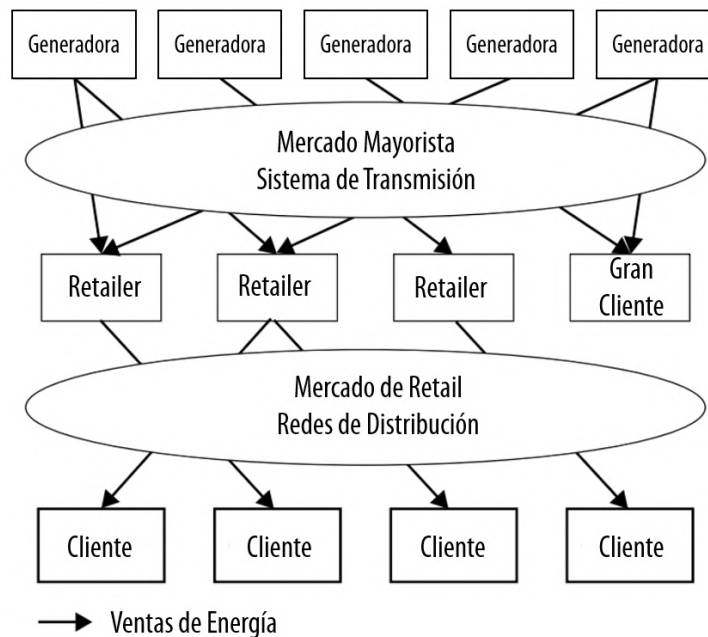 Generadora
Generadora
Generadora
Generadora
Generadora
Mercado Mayorista
Sistema de Transmisión
Retailer
Retailer
Retailer
Gran
Cliente
Mercado de Retail
Redes de Distribución
Cliente
Cliente
Cliente
Cliente
Ventas de Energía